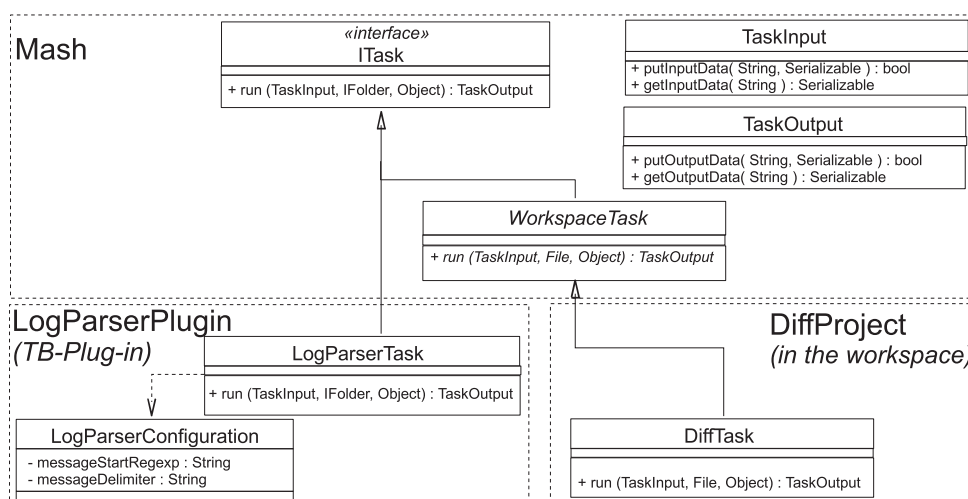 Mash
«interface»
ITask
+ run (TaskInput, IFolder, Object) : TaskOutput
TaskInput
+ putInputData( String, Serializable ) : bool
+ getInputData( String ) : Serializable
TaskOutput
+ putOutputData( String, Serializable ) : bool
+ getOutputData( String ) : Serializable
WorkspaceTask
+ run (TaskInput, File, Object) : TaskOutput
LogParserPlugin
(TB-Plug-in)
LogParserTask
+ run (TaskInput, IFolder, Object) : TaskOutput
LogParserConfiguration
- messageStartRegexp : String
- messageDelimiter : String
DiffProject
(in the workspace)
DiffTask
+ run (TaskInput, File, Object) : TaskOutput